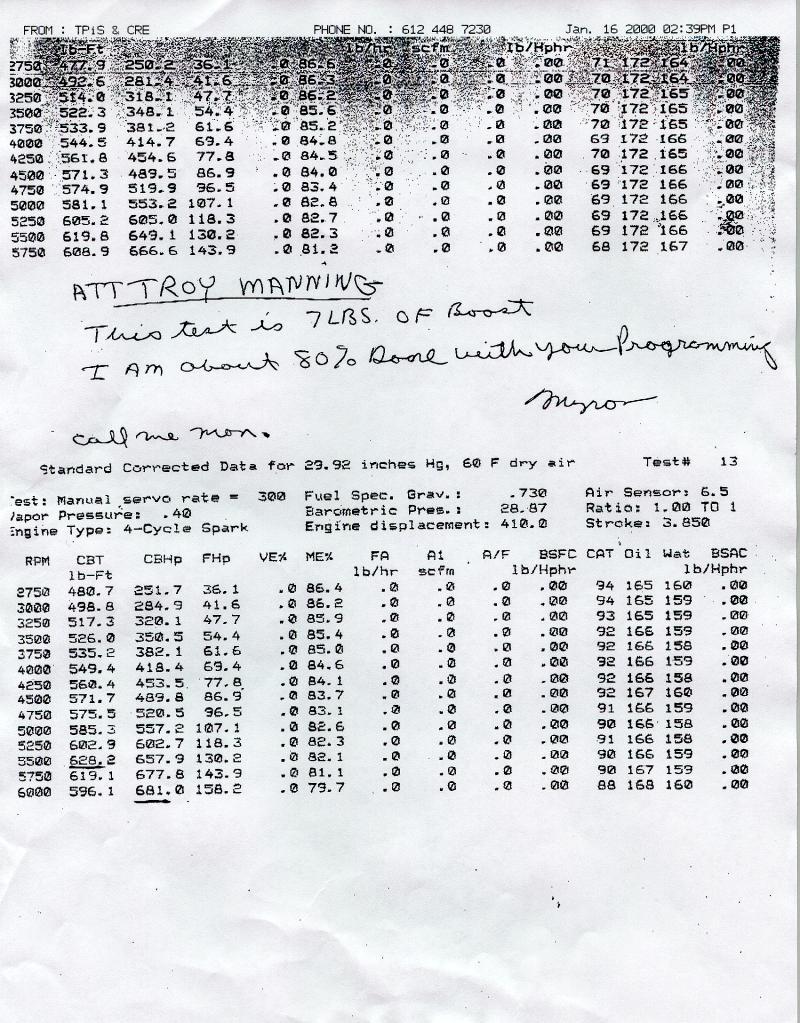 FROM : TPiS & CRE PHONE NO. : 612 448 7230 Jan. 16 2000 02:39PM P1
lb-Ft lb/hr scfm lb/Hphr lb/Hphr
2750 477.9 250.2 36.1 .0 86.6 .0 .0 .0 .00 71 172 164 .00
3000 492.6 281.4 41.6 .0 86.3 .0 .0 .0 .00 70 172 164 .00
3250 514.0 318.1 47.7 .0 86.2 .0 .0 .0 .00 70 172 165 .00
3500 522.3 348.1 54.4 .0 85.6 .0 .0 .0 .00 70 172 165 .00
3750 533.9 381.2 61.6 .0 85.2 .0 .0 .0 .00 70 172 165 .00
4000 544.5 414.7 69.4 .0 84.8 .0 .0 .0 .00 69 172 166 .00
4250 561.8 454.6 77.8 .0 84.5 .0 .0 .0 .00 70 172 165 .00
4500 571.3 489.5 86.9 .0 84.0 .0 .0 .0 .00 69 172 166 .00
4750 574.9 519.9 96.5 .0 83.4 .0 .0 .0 .00 69 172 166 .00
5000 581.1 553.2 107.1 .0 82.8 .0 .0 .0 .00 69 172 166 .00
5250 605.2 605.0 118.3 .0 82.7 .0 .0 .0 .00 69 172 166 .00
5500 619.8 649.1 130.2 .0 82.3 .0 .0 .0 .00 69 172 166 .00
5750 608.9 666.6 143.9 .0 81.2 .0 .0 .0 .00 68 172 167 .00
ATT TROY MANNING
This test is 7 LBS. OF Boost
I AM about 80% Done with your Programming
Myron
call me mon.
Standard Corrected Data for 29.92 inches Hg, 60 F dry air Test# 13
est: Manual servo rate = 300 Fuel Spec. Grav.: .730 Air Sensor: 6.5
Vapor Pressure: .40 Barometric Pres.: 28.87 Ratio: 1.00 TO 1
Engine Type: 4-Cycle Spark Engine displacement: 410.0 Stroke: 3.850
RPM CBT CBHp FHp VE% ME% FA A1 A/F BSFC CAT Oil Wat BSAC
lb-Ft lb/hr scfm lb/Hphr lb/Hphr
2750 480.7 251.7 36.1 .0 86.4 .0 .0 .0 .00 94 165 160 .00
3000 498.8 284.9 41.6 .0 86.2 .0 .0 .0 .00 94 165 159 .00
3250 517.3 320.1 47.7 .0 85.9 .0 .0 .0 .00 93 165 159 .00
3500 526.0 350.5 54.4 .0 85.4 .0 .0 .0 .00 92 166 159 .00
3750 535.2 382.1 61.6 .0 85.0 .0 .0 .0 .00 92 166 158 .00
4000 549.4 418.4 69.4 .0 84.6 .0 .0 .0 .00 92 166 159 .00
4250 560.4 453.5 77.8 .0 84.1 .0 .0 .0 .00 92 166 158 .00
4500 571.7 489.8 86.9 .0 83.7 .0 .0 .0 .00 92 167 160 .00
4750 575.5 520.5 96.5 .0 83.1 .0 .0 .0 .00 91 166 159 .00
5000 585.3 557.2 107.1 .0 82.6 .0 .0 .0 .00 90 166 158 .00
5250 602.9 602.7 118.3 .0 82.3 .0 .0 .0 .00 91 166 158 .00
5500 628.2 657.9 130.2 .0 82.1 .0 .0 .0 .00 90 166 159 .00
5750 619.1 677.8 143.9 .0 81.1 .0 .0 .0 .00 90 167 159 .00
6000 596.1 681.0 158.2 .0 79.7 .0 .0 .0 .00 88 168 160 .00